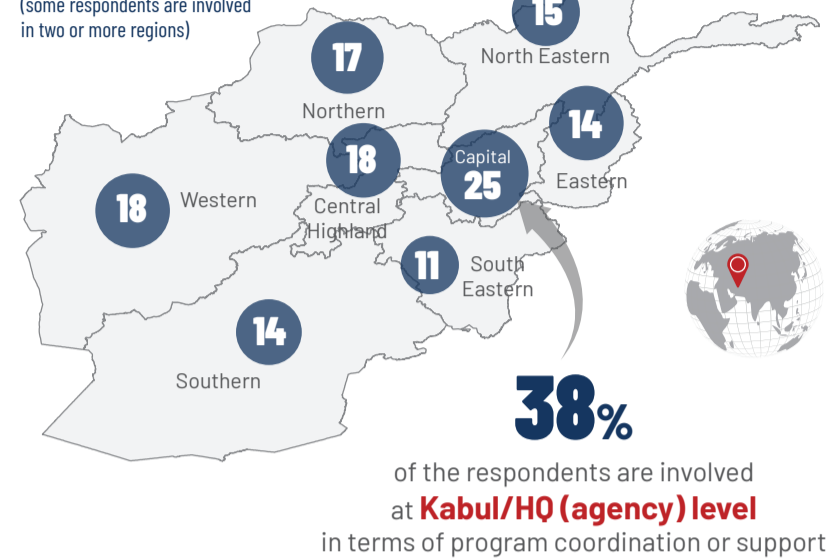 (some respondents are involved
in two or more regions)
15
North Eastern
17
Northern
14
Eastern
18
Central
Highland
Capital
25
18
Western
11
South
Eastern
14
Southern
38%
of the respondents are involved
at Kabul/HQ (agency) level
in terms of program coordination or support